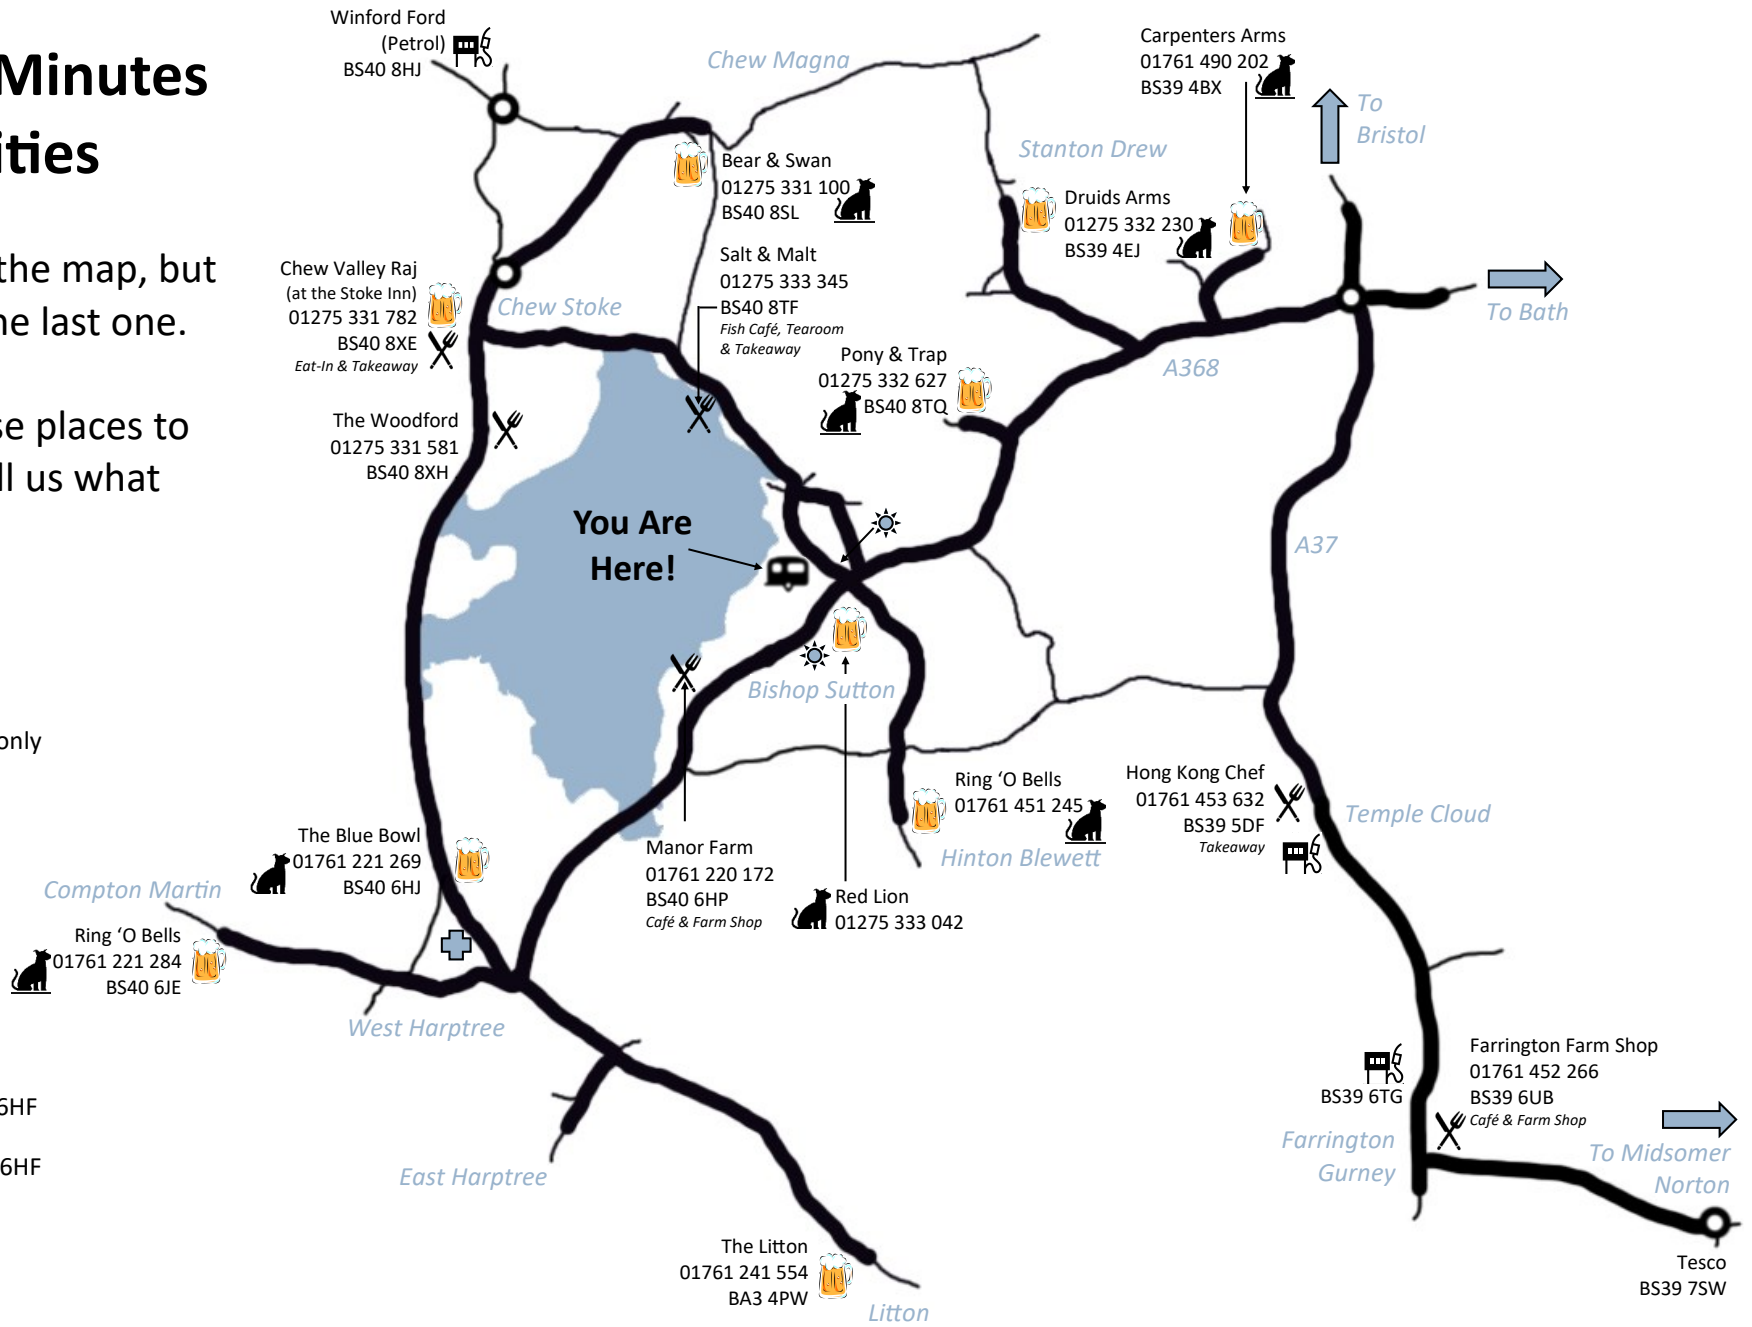 Minutes
ities
the map, but
ne last one.
se places to
ll us what
only
6HF
6HF
Winford Ford
(Petrol)
BS40 8HJ
Chew Magna
Carpenters Arms
01761 490 202
BS39 4BX
To
Bristol
Stanton Drew
Bear & Swan
01275 331 100
BS40 8SL
Druids Arms
01275 332 230
BS39 4EJ
Chew Valley Raj
(at the Stoke Inn)
01275 331 782
BS40 8XE
Eat-In & Takeaway
Chew Stoke
Salt & Malt
01275 333 345
BS40 8TF
Fish Café, Tearoom
& Takeaway
To Bath
A368
Pony & Trap
01275 332 627
BS40 8TQ
The Woodford
01275 331 581
BS40 8XH
You Are
Here!
A37
Bishop Sutton
Ring ‘O Bells
01761 451 245
Hinton Blewett
Hong Kong Chef
01761 453 632
BS39 5DF
Takeaway
Temple Cloud
The Blue Bowl
01761 221 269
BS40 6HJ
Manor Farm
01761 220 172
BS40 6HP
Café & Farm Shop
Red Lion
01275 333 042
Compton Martin
Ring ‘O Bells
01761 221 284
BS40 6JE
West Harptree
East Harptree
BS39 6TG
Farrington Farm Shop
01761 452 266
BS39 6UB
Café & Farm Shop
Farrington
Gurney
To Midsomer
Norton
Tesco
BS39 7SW
The Litton
01761 241 554
BA3 4PW
Litton